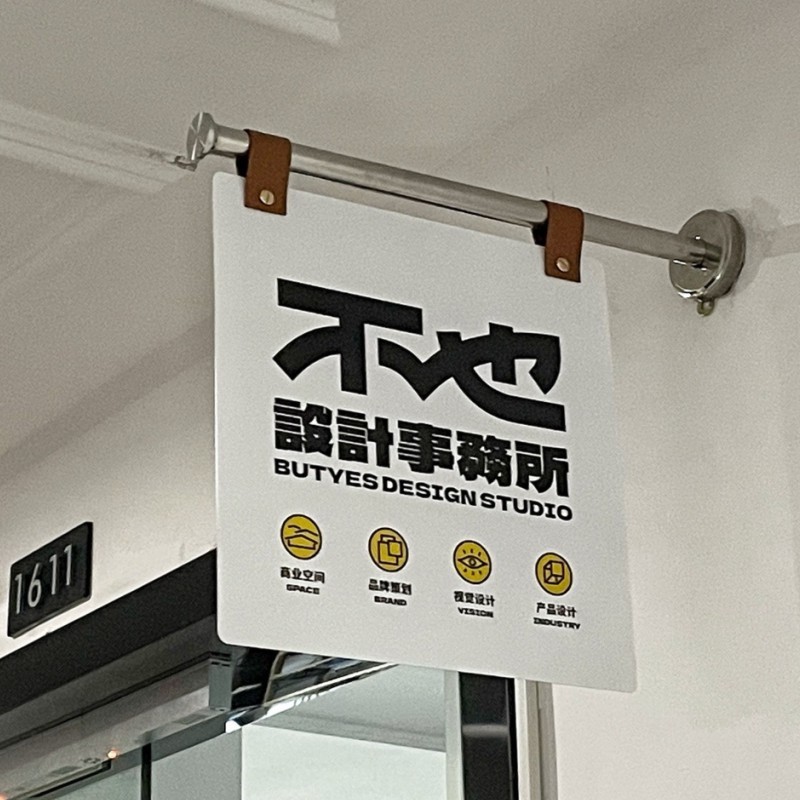 不也
設計事務所
BUTYES DESIGN STUDIO
商业空间
SPACE
品牌策划
BRAND
视觉设计
VISION
产品设计
INDUSTRY
1611